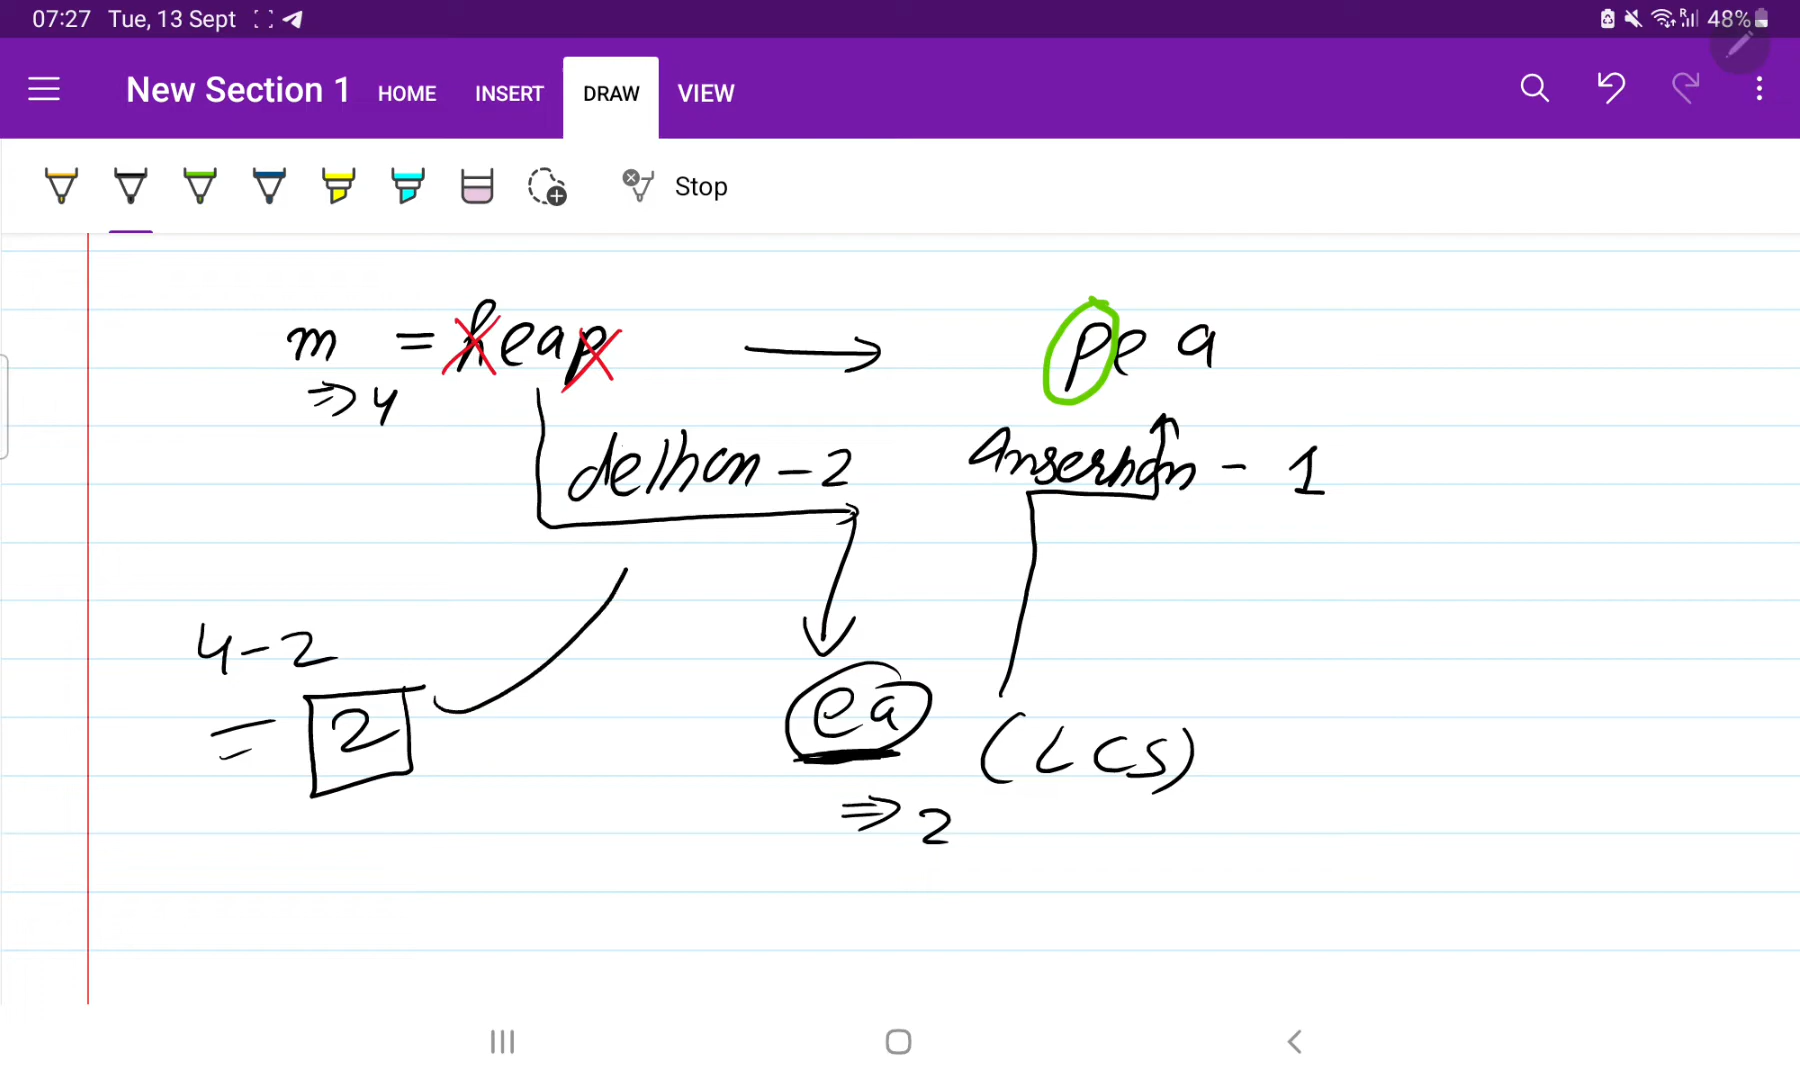 07:27 Tue, 13 Sept 48%
New Section 1 HOME INSERT DRAW VIEW
Stop
m = heap → pea
⇒ 4
deltion - 2 Insertion - 1
4-2
= 2
ea (LCS)
⇒ 2